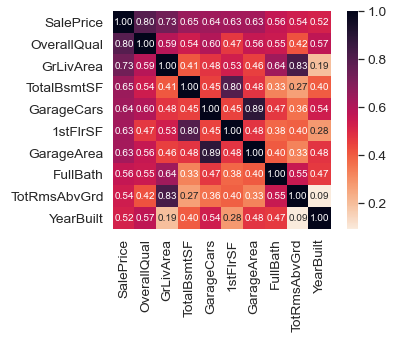 SalePrice 1.00 0.80 0.73 0.65 0.64 0.63 0.63 0.56 0.54 0.52
OverallQual 0.80 1.00 0.59 0.54 0.60 0.47 0.56 0.55 0.42 0.57
GrLivArea 0.73 0.59 1.00 0.41 0.48 0.53 0.46 0.64 0.83 0.19
TotalBsmtSF 0.65 0.54 0.41 1.00 0.45 0.80 0.48 0.33 0.27 0.40
GarageCars 0.64 0.60 0.48 0.45 1.00 0.45 0.89 0.47 0.36 0.54
1stFlrSF 0.63 0.47 0.53 0.80 0.45 1.00 0.48 0.38 0.40 0.28
GarageArea 0.63 0.56 0.46 0.48 0.89 0.48 1.00 0.40 0.33 0.48
FullBath 0.56 0.55 0.64 0.33 0.47 0.38 0.40 1.00 0.55 0.47
TotRmsAbvGrd 0.54 0.42 0.83 0.27 0.36 0.40 0.33 0.55 1.00 0.09
YearBuilt 0.52 0.57 0.19 0.40 0.54 0.28 0.48 0.47 0.09 1.00
SalePrice
OverallQual
GrLivArea
TotalBsmtSF
GarageCars
1stFlrSF
GarageArea
FullBath
TotRmsAbvGrd
YearBuilt
1.0
0.8
0.6
0.4
0.2